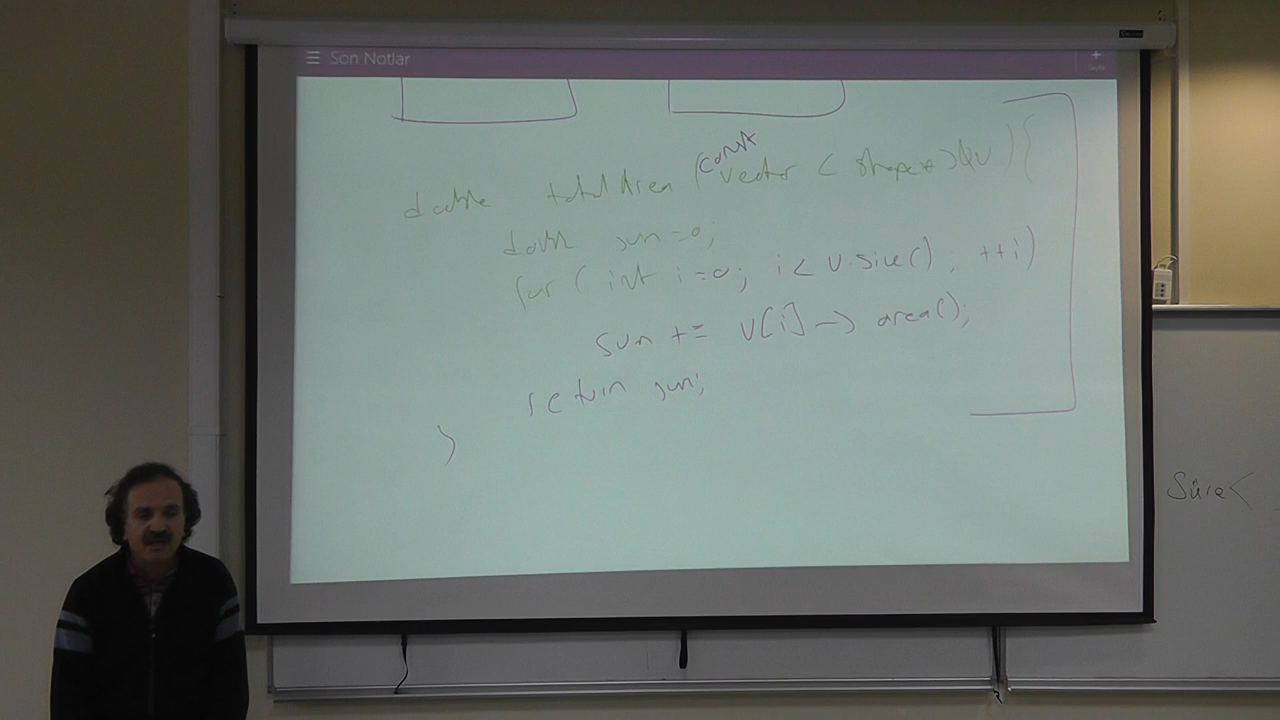 Son Notlar
const
double totalArea (vector < shape* > &v) {
double sum = 0;
for ( int i = 0; i < v.size() ; ++i)
sum += v[i] -> area();
return sum;
}
Süre <